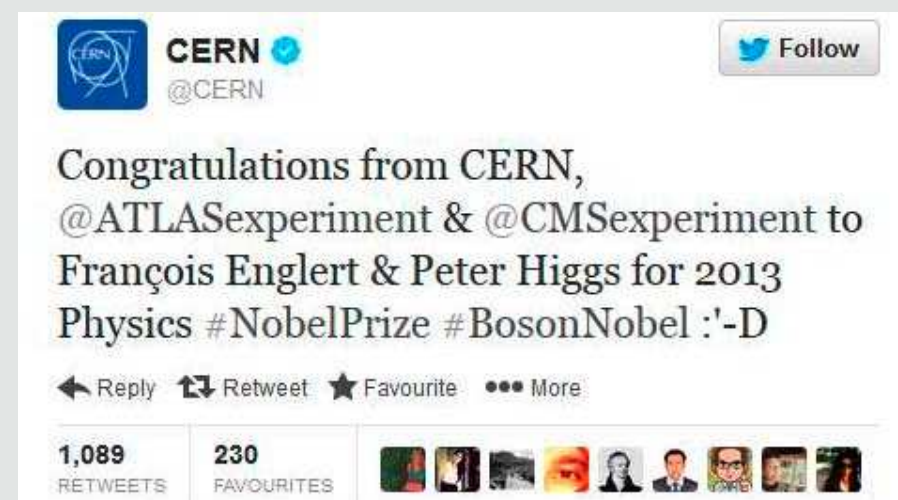 CERN
CERN
@CERN
Follow
Congratulations from CERN,
@ATLASexperiment & @CMSexperiment to
François Englert & Peter Higgs for 2013
Physics #NobelPrize #BosonNobel :'-D
Reply Retweet Favourite More
1,089 230
RETWEETS FAVOURITES